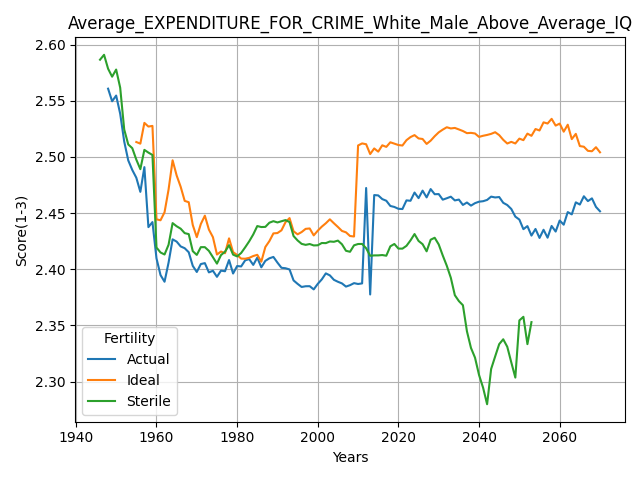 Average_EXPENDITURE_FOR_CRIME_White_Male_Above_Average_IQ
2.60
2.55
2.50
2.45
2.40
2.35
2.30
Score(1-3)
Fertility
Actual
Ideal
Sterile
1940 1960 1980 2000 2020 2040 2060
Years